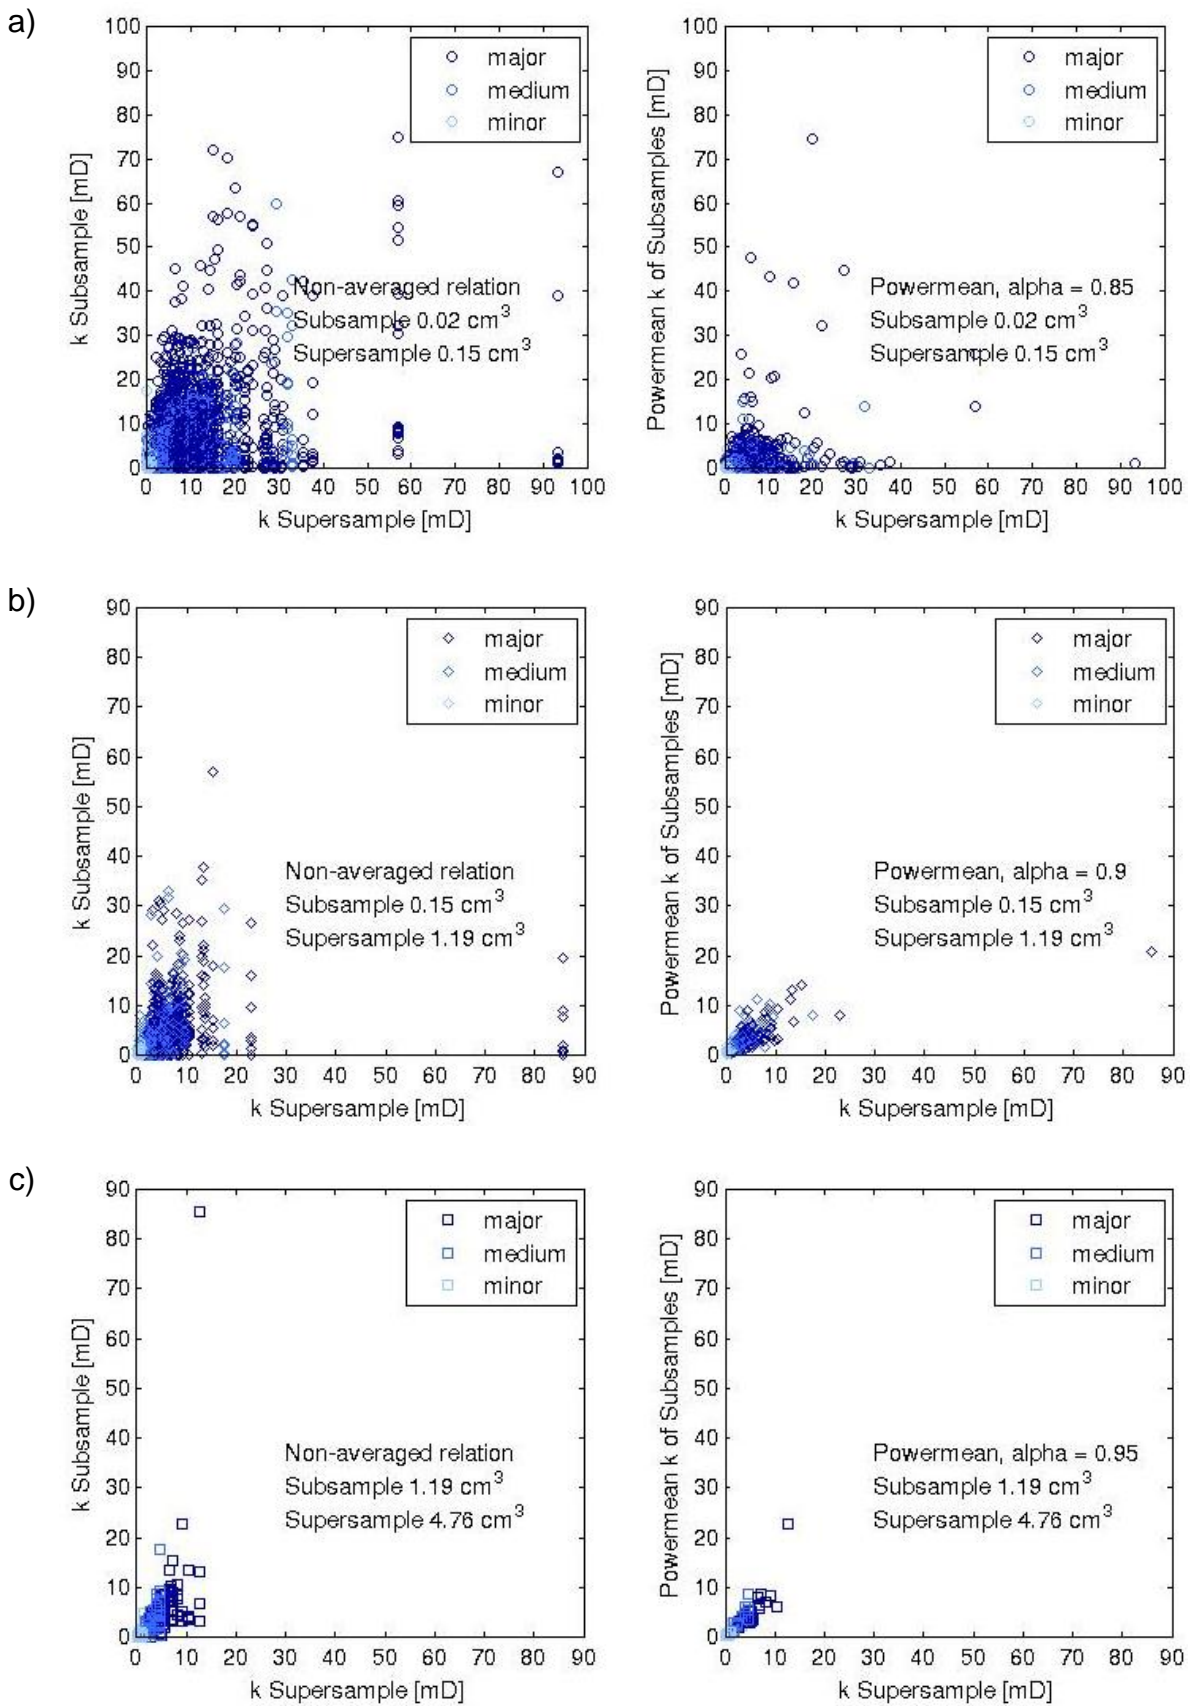 a)
100
90
80
70
60
50
40
30
20
10
0
k Subsample [mD]
major
medium
minor
Non-averaged relation
Subsample 0.02 cm³
Supersample 0.15 cm³
0 10 20 30 40 50 60 70 80 90 100
k Supersample [mD]
100
90
80
70
60
50
40
30
20
10
0
Powermean k of Subsamples [mD]
major
medium
minor
Powermean, alpha = 0.85
Subsample 0.02 cm³
Supersample 0.15 cm³
0 10 20 30 40 50 60 70 80 90 100
k Supersample [mD]
b)
90
80
70
60
50
40
30
20
10
0
k Subsample [mD]
major
medium
minor
Non-averaged relation
Subsample 0.15 cm³
Supersample 1.19 cm³
0 10 20 30 40 50 60 70 80 90
k Supersample [mD]
90
80
70
60
50
40
30
20
10
0
Powermean k of Subsamples [mD]
major
medium
minor
Powermean, alpha = 0.9
Subsample 0.15 cm³
Supersample 1.19 cm³
0 10 20 30 40 50 60 70 80 90
k Supersample [mD]
c)
90
80
70
60
50
40
30
20
10
0
k Subsample [mD]
major
medium
minor
Non-averaged relation
Subsample 1.19 cm³
Supersample 4.76 cm³
0 10 20 30 40 50 60 70 80 90
k Supersample [mD]
90
80
70
60
50
40
30
20
10
0
Powermean k of Subsamples [mD]
major
medium
minor
Powermean, alpha = 0.95
Subsample 1.19 cm³
Supersample 4.76 cm³
0 10 20 30 40 50 60 70 80 90
k Supersample [mD]